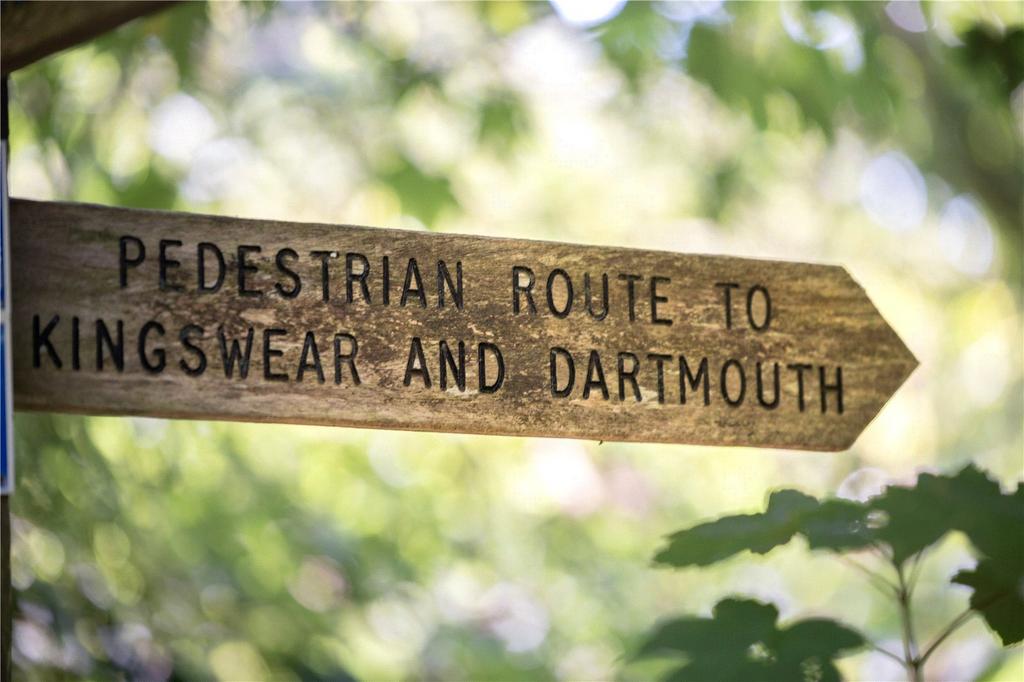 PEDESTRIAN ROUTE TO
KINGSWEAR AND DARTMOUTH